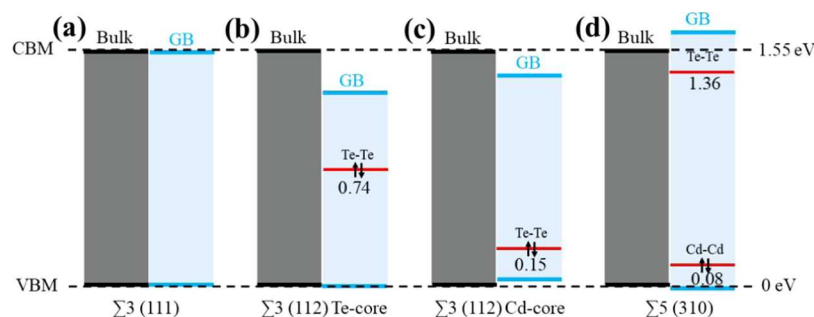 (a)
(b)
(c)
(d)
Bulk
GB
Bulk
GB
Bulk
GB
Bulk
GB
CBM
1.55 eV
Te-Te
1.36
Te-Te
0.74
Te-Te
0.15
Cd-Cd
0.08
VBM
0 eV
∑3 (111)
∑3 (112) Te-core
∑3 (112) Cd-core
∑5 (310)